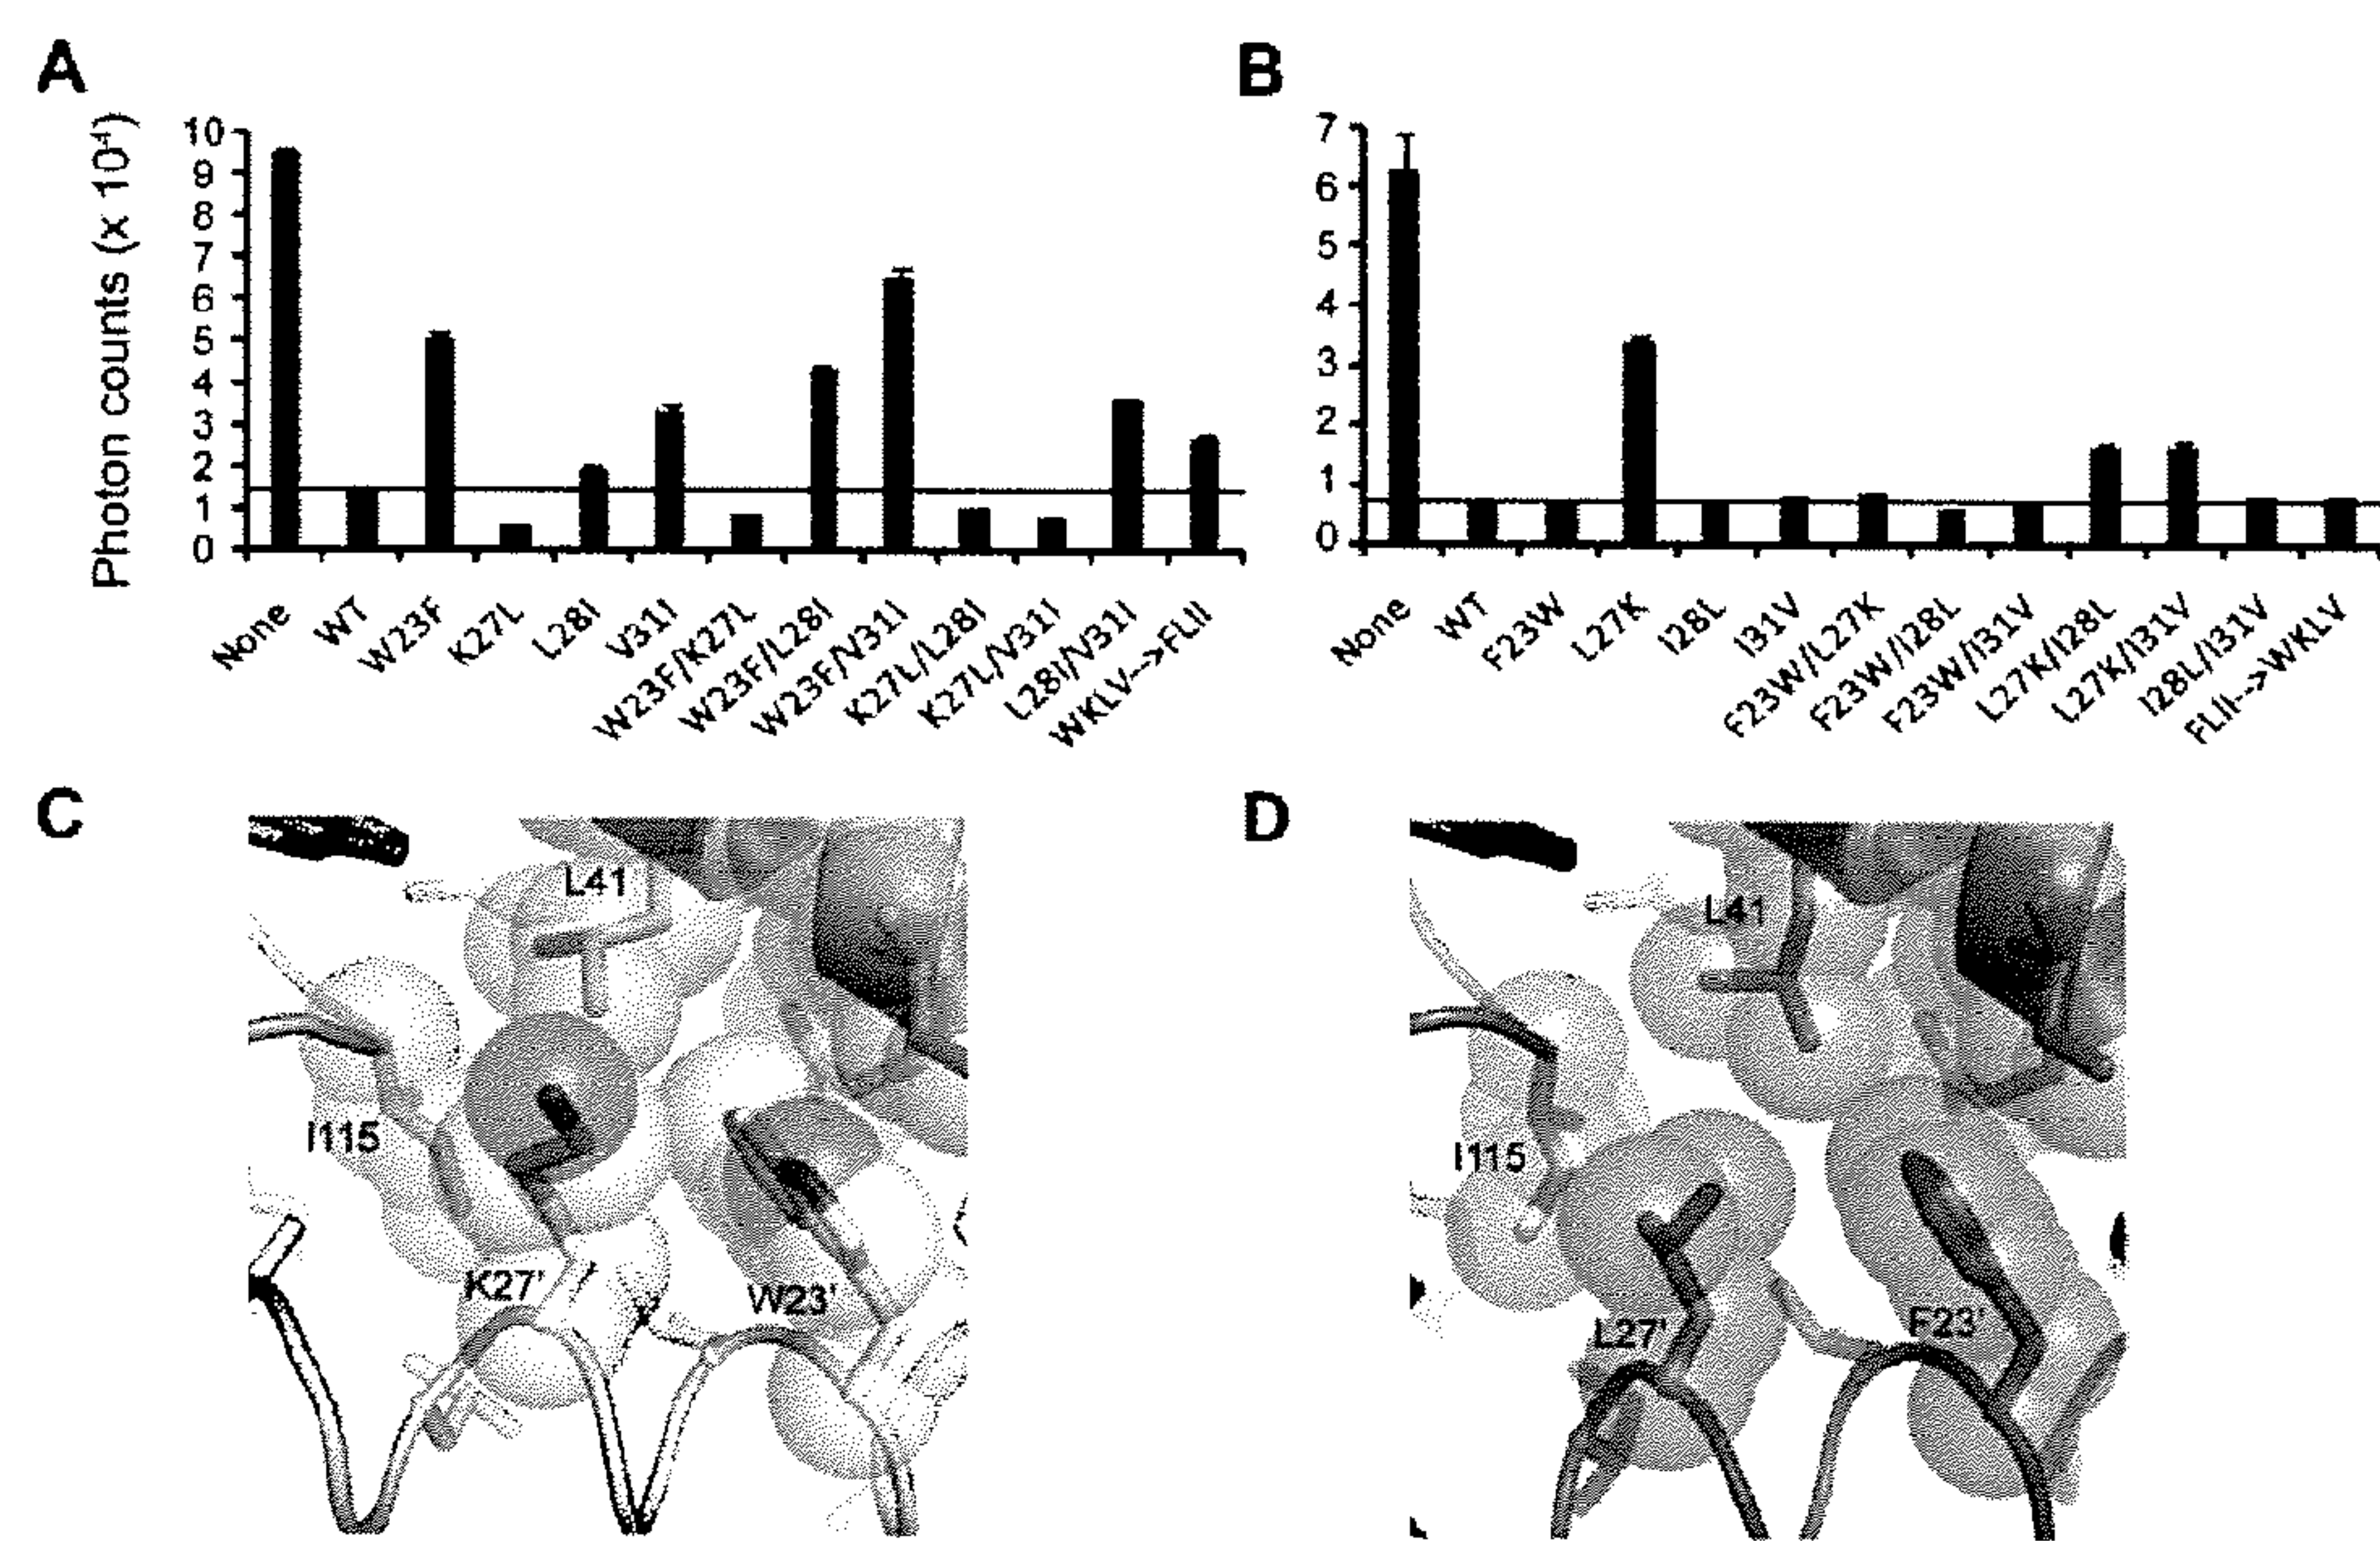 A
B
Photon counts (x 10⁴)
10
9
8
7
6
5
4
3
2
1
0
None
WT
W23F
K27L
L28I
V31I
W23F/K27L
W23F/L28I
W23F/V31I
K27L/L28I
K27L/V31I
L28I/V31I
WKLV-->FLII
7
6
5
4
3
2
1
0
None
WT
F23W
L27K
I28L
I31V
F23W/L27K
F23W/I28L
F23W/I31V
L27K/I28L
L27K/I31V
I28L/I31V
FLII-->WKLV
C
L41
I115
K27'
W23'
D
L41
I115
L27'
F23'